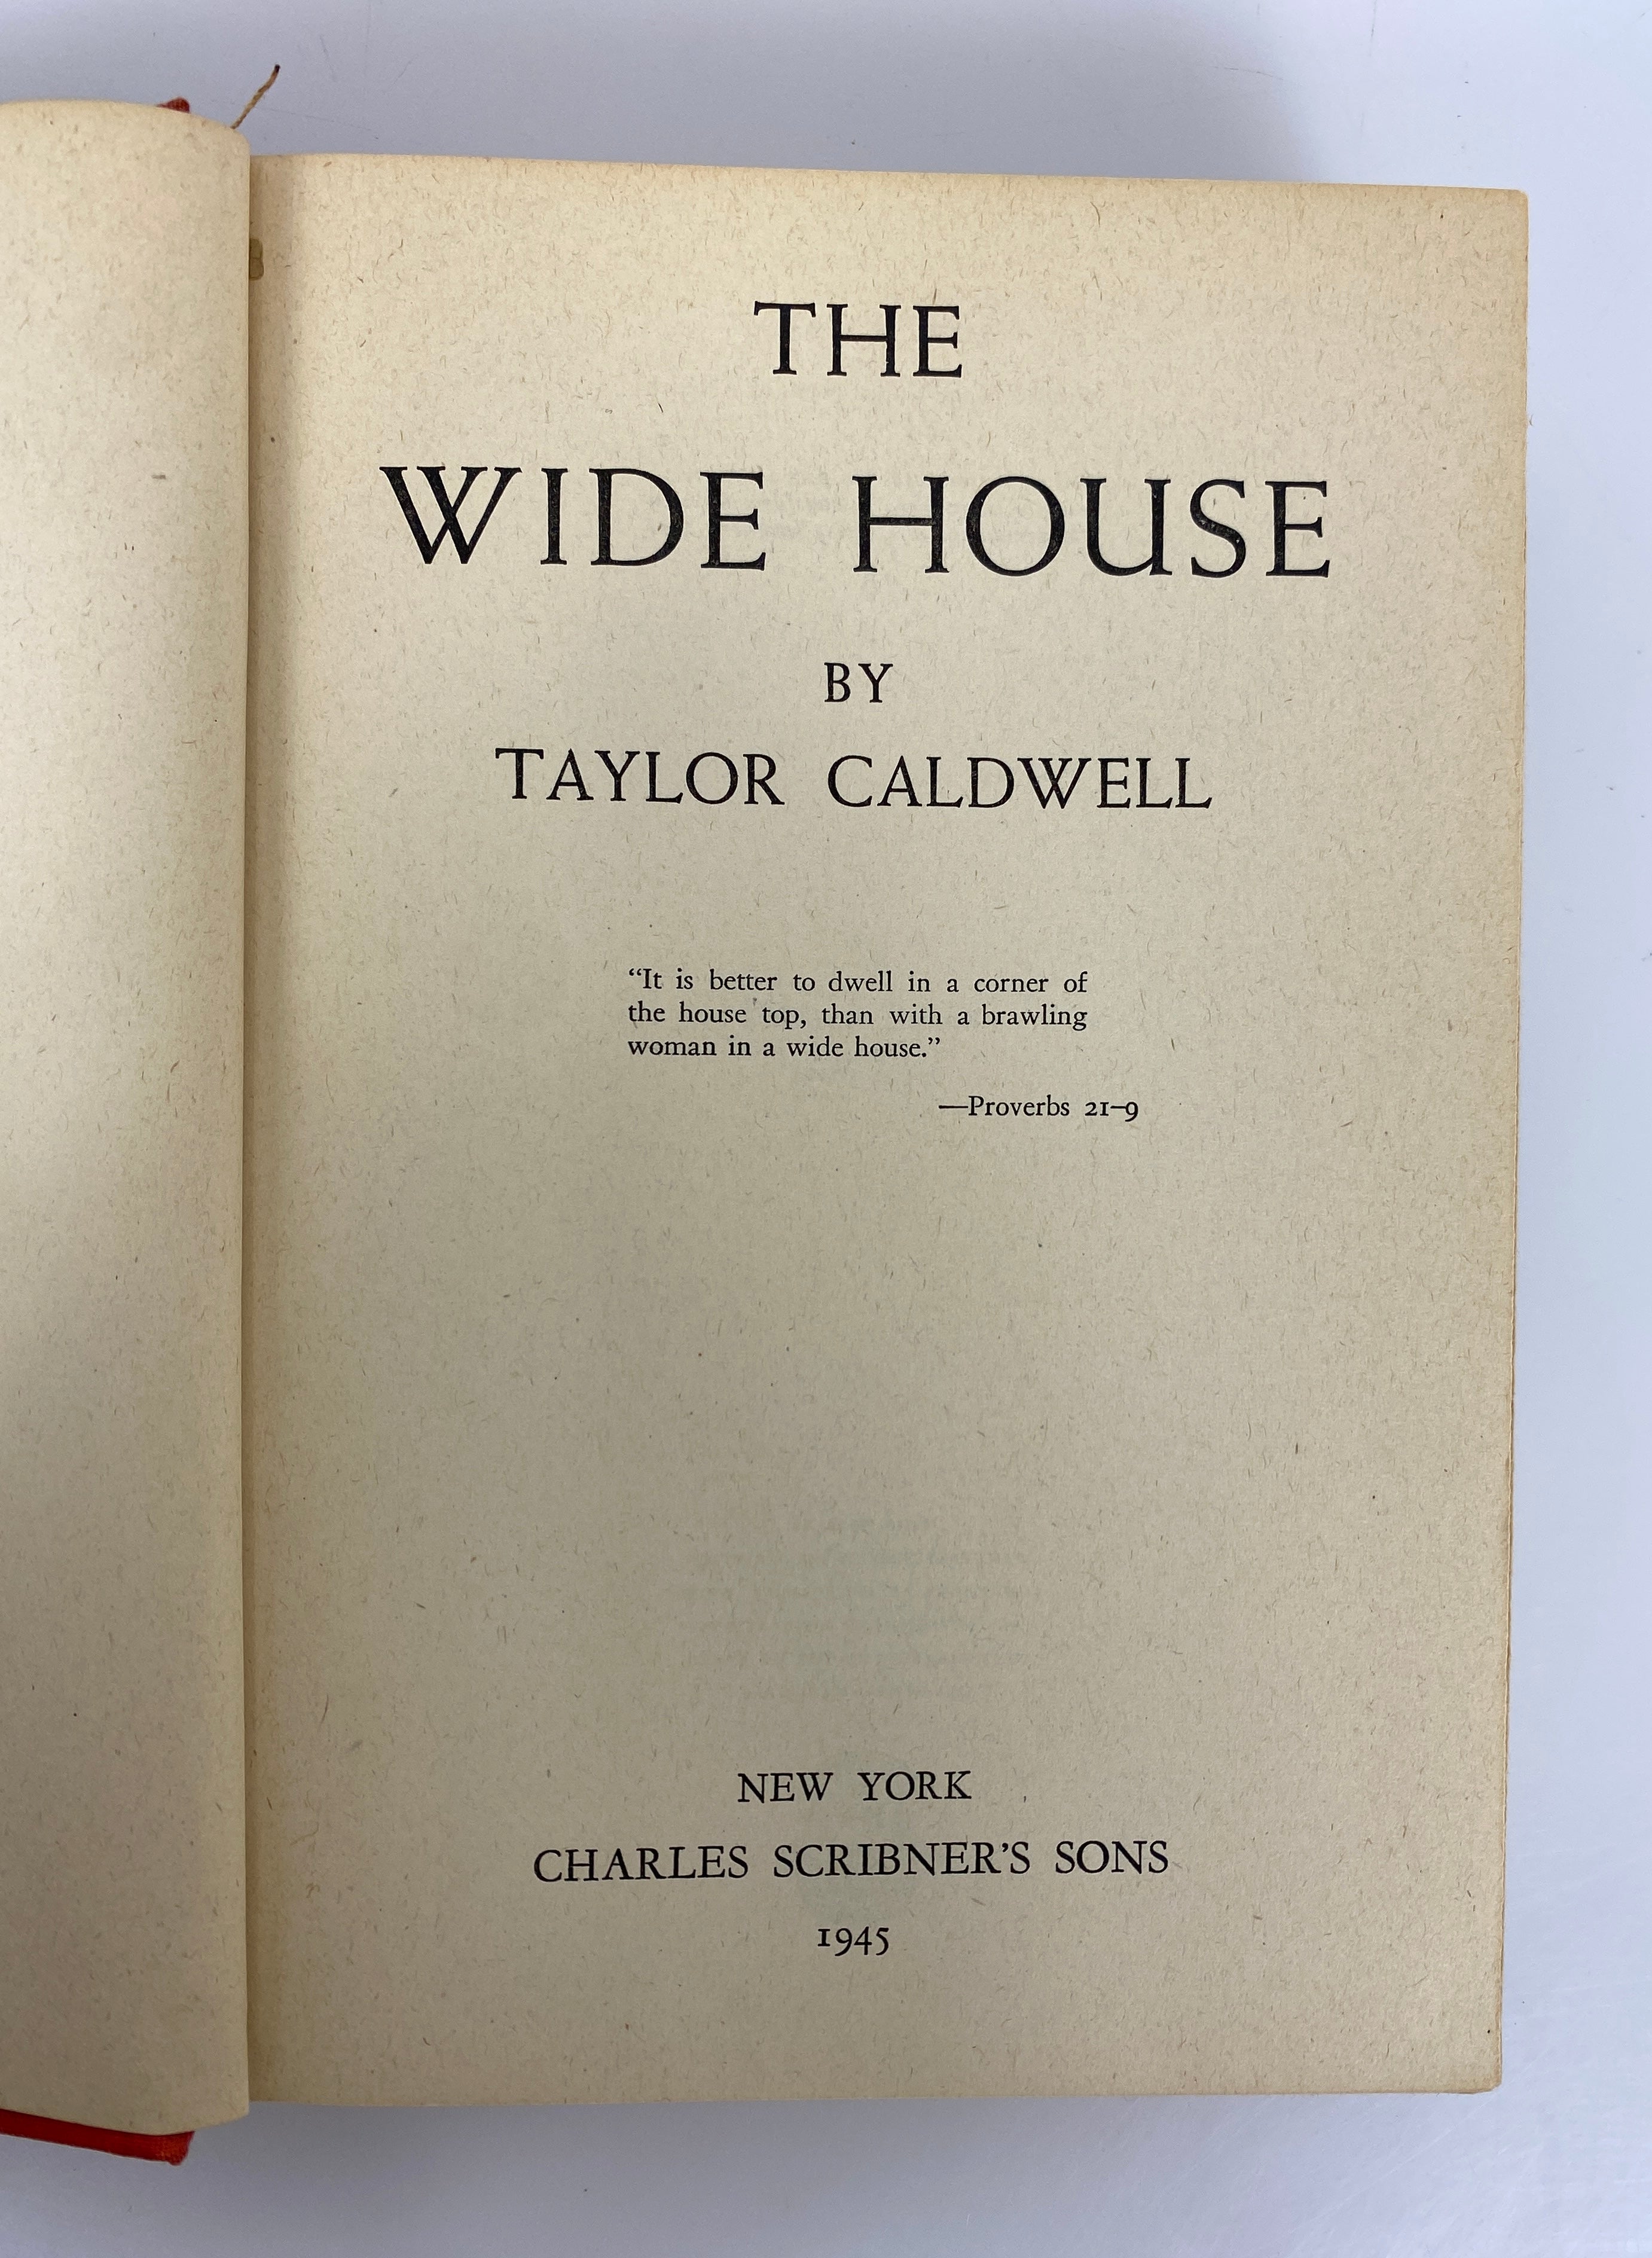 THE
WIDE HOUSE
BY
TAYLOR CALDWELL
“It is better to dwell in a corner of
the house top, than with a brawling
woman in a wide house.”
—Proverbs 21–9
NEW YORK
CHARLES SCRIBNER’S SONS
1945